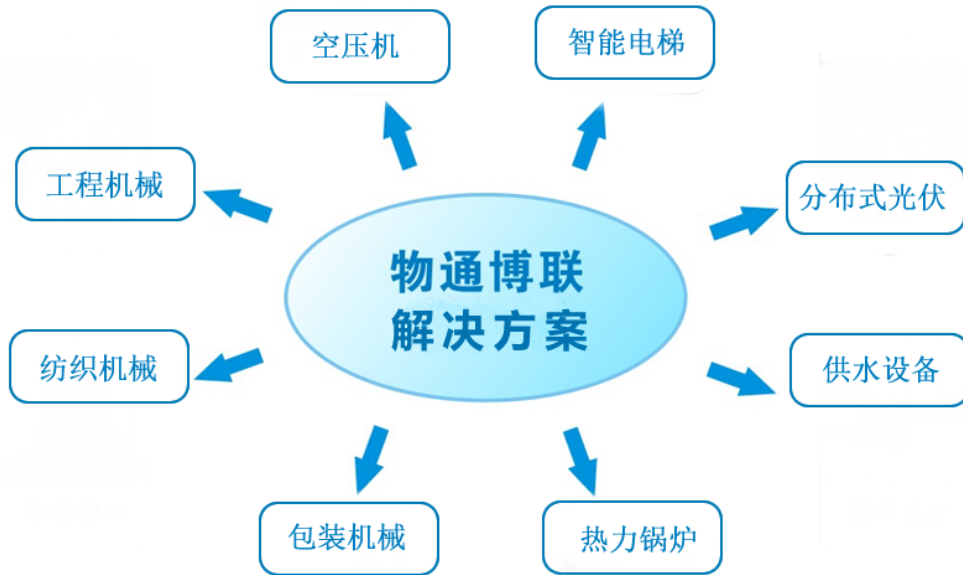 空压机
智能电梯
工程机械
分布式光伏
物通博联
解决方案
纺织机械
供水设备
包装机械
热力锅炉